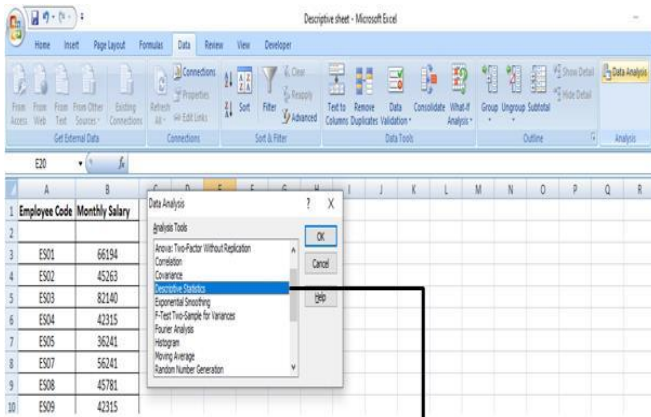 Descriptive sheet - Microsoft Excel
Home Insert Page Layout Formulas Data Review View Developer
From Access
From Web
From Text
From Other Sources
Existing Connections
Refresh All
Connections
Properties
Edit Links
Sort
Filter
Clear
Reapply
Advanced
Text to Columns
Remove Duplicates
Data Validation
Consolidate
What-If Analysis
Group
Ungroup
Subtotal
Show Detail
Hide Detail
Data Analysis
Get External Data Connections Sort & Filter Data Tools Outline Analysis
E20 fx
A B C D E F G H I J K L M N O P Q R
1 Employee Code Monthly Salary
2
3 ES01 66194
4 ES02 45263
5 ES03 82140
6 ES04 42315
7 ES05 36241
8 ES07 56241
9 ES08 45781
10 ES09 42315
Data Analysis ? X
Analysis Tools
Anova: Two-Factor Without Replication
Correlation
Covariance
Descriptive Statistics
Exponential Smoothing
F-Test Two-Sample for Variances
Fourier Analysis
Histogram
Moving Average
Random Number Generation
OK
Cancel
Help